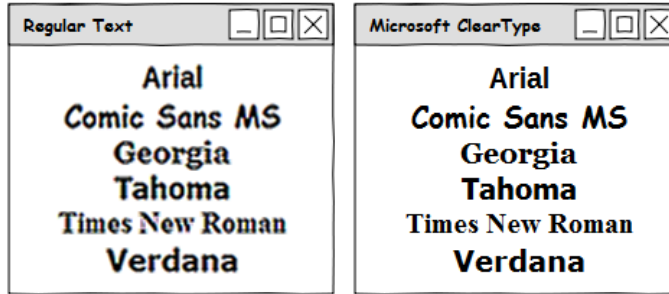 Regular Text
Arial
Comic Sans MS
Georgia
Tahoma
Times New Roman
Verdana
Microsoft ClearType
Arial
Comic Sans MS
Georgia
Tahoma
Times New Roman
Verdana